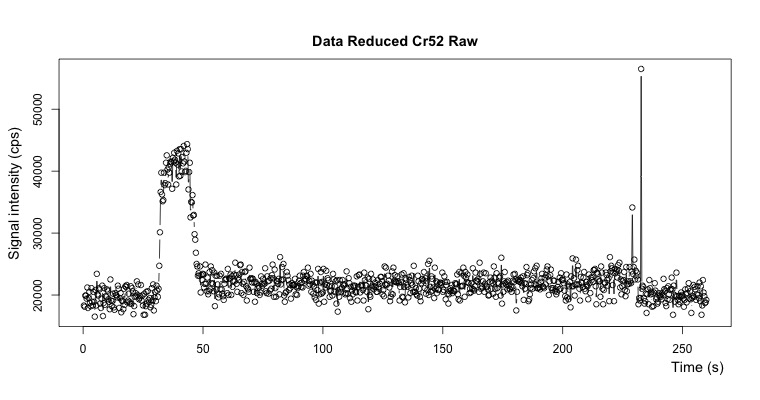 Data Reduced Cr52 Raw
Signal intensity (cps)
50000
40000
30000
20000
0 50 100 150 200 250
Time (s)